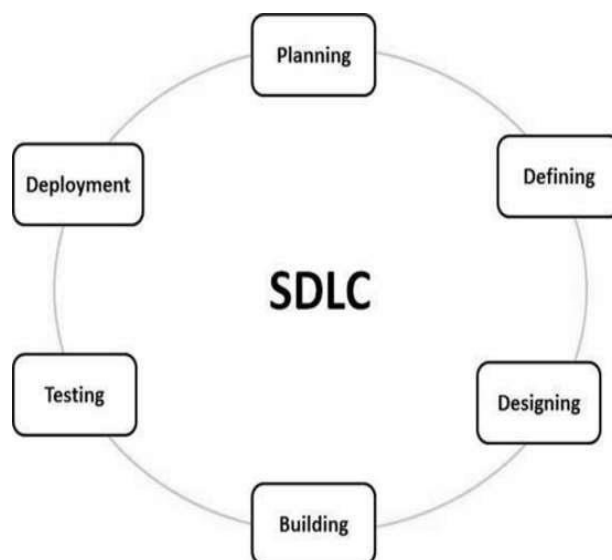 Planning
Defining
Deployment
SDLC
Testing
Designing
Building